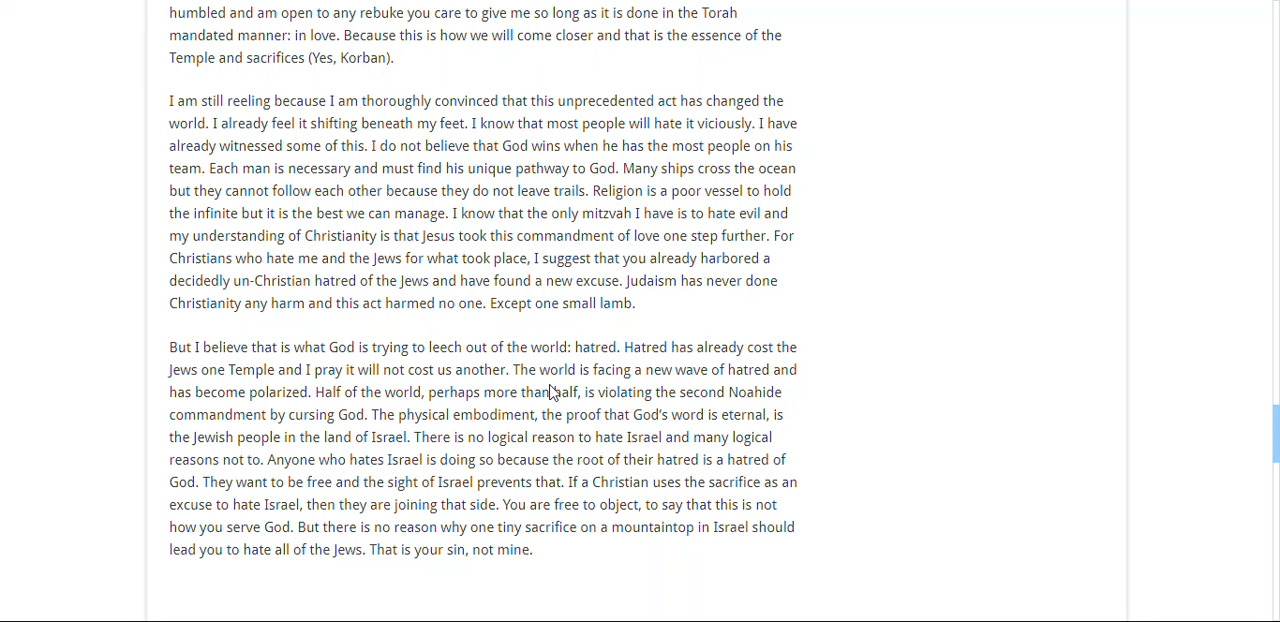 humbled and am open to any rebuke you care to give me so long as it is done in the Torah
mandated manner: in love. Because this is how we will come closer and that is the essence of the
Temple and sacrifices (Yes, Korban).
I am still reeling because I am thoroughly convinced that this unprecedented act has changed the
world. I already feel it shifting beneath my feet. I know that most people will hate it viciously. I have
already witnessed some of this. I do not believe that God wins when he has the most people on his
team. Each man is necessary and must find his unique pathway to God. Many ships cross the ocean
but they cannot follow each other because they do not leave trails. Religion is a poor vessel to hold
the infinite but it is the best we can manage. I know that the only mitzvah I have is to hate evil and
my understanding of Christianity is that Jesus took this commandment of love one step further. For
Christians who hate me and the Jews for what took place, I suggest that you already harbored a
decidedly un-Christian hatred of the Jews and have found a new excuse. Judaism has never done
Christianity any harm and this act harmed no one. Except one small lamb.
But I believe that is what God is trying to leech out of the world: hatred. Hatred has already cost the
Jews one Temple and I pray it will not cost us another. The world is facing a new wave of hatred and
has become polarized. Half of the world, perhaps more than half, is violating the second Noahide
commandment by cursing God. The physical embodiment, the proof that God's word is eternal, is
the Jewish people in the land of Israel. There is no logical reason to hate Israel and many logical
reasons not to. Anyone who hates Israel is doing so because the root of their hatred is a hatred of
God. They want to be free and the sight of Israel prevents that. If a Christian uses the sacrifice as an
excuse to hate Israel, then they are joining that side. You are free to object, to say that this is not
how you serve God. But there is no reason why one tiny sacrifice on a mountaintop in Israel should
lead you to hate all of the Jews. That is your sin, not mine.